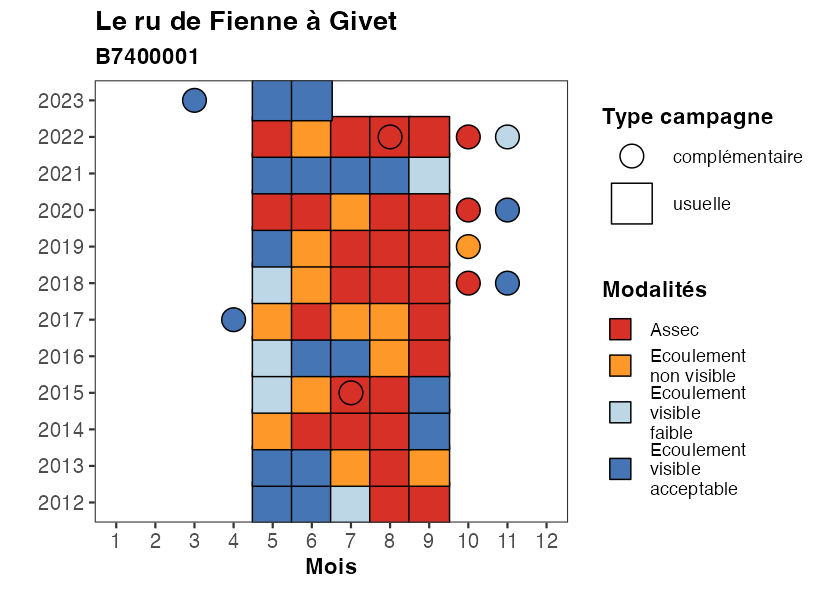 Le ru de Fienne à Givet
B7400001
2023
2022
2021
2020
2019
2018
2017
2016
2015
2014
2013
2012
1 2 3 4 5 6 7 8 9 10 11 12
Mois
Type campagne
complémentaire
usuelle
Modalités
Assec
Ecoulement
non visible
Ecoulement
visible
faible
Ecoulement
visible
acceptable